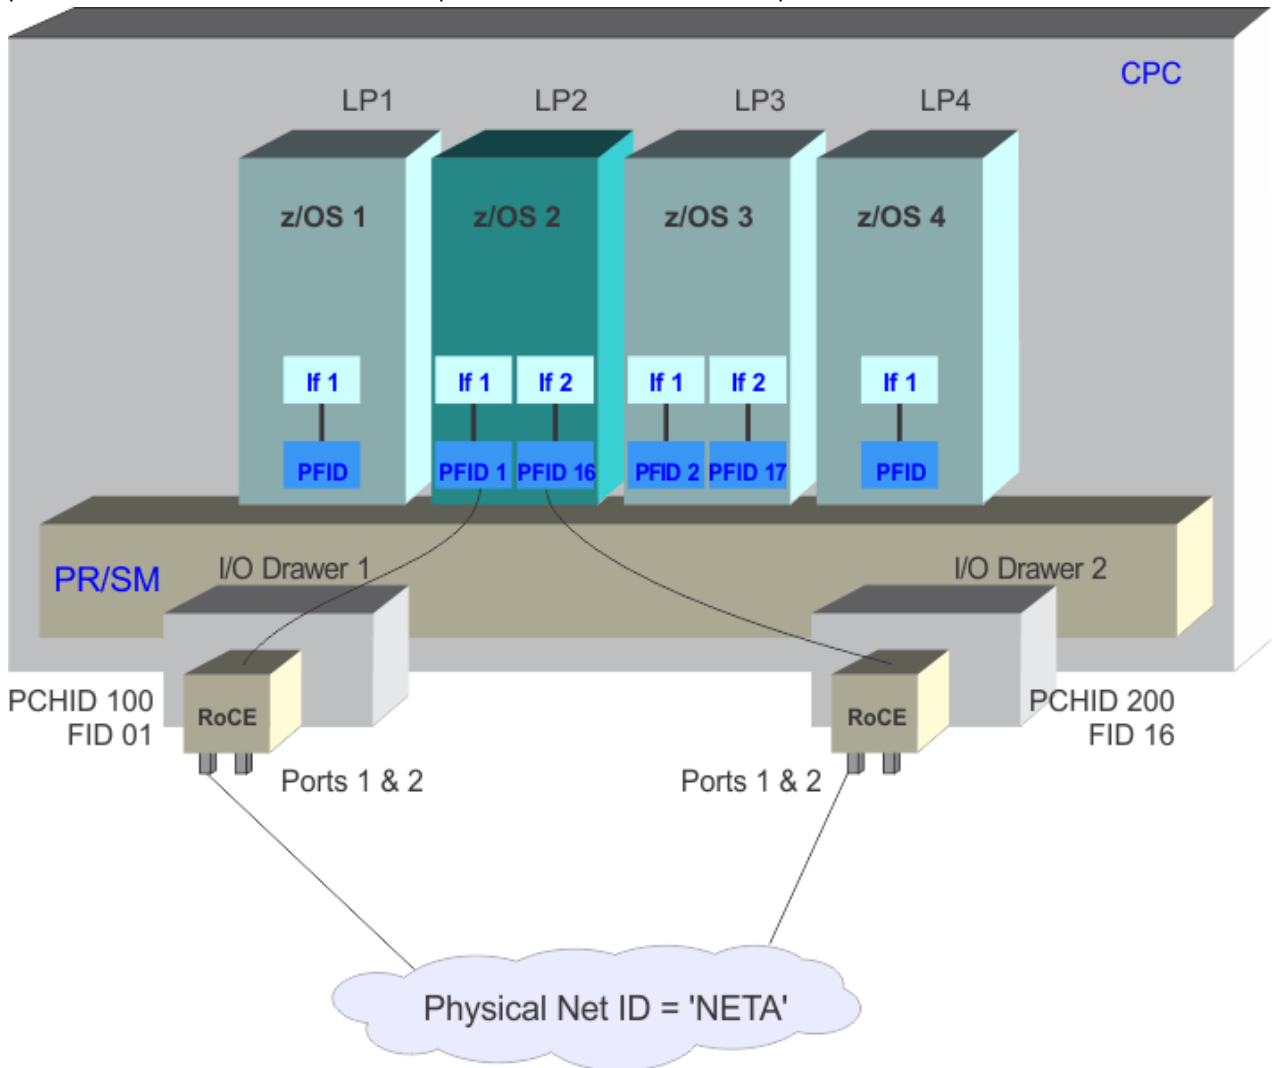 CPC
LP1 LP2 LP3 LP4
z/OS 1 z/OS 2 z/OS 3 z/OS 4
If 1 If 1 If 2 If 1 If 2 If 1
PFID PFID 1 PFID 16 PFID 2 PFID 17 PFID
I/O Drawer 1 I/O Drawer 2
PR/SM
PCHID 100 PCHID 200
RoCE RoCE
FID 01 FID 16
Ports 1 & 2 Ports 1 & 2
Physical Net ID = 'NETA'